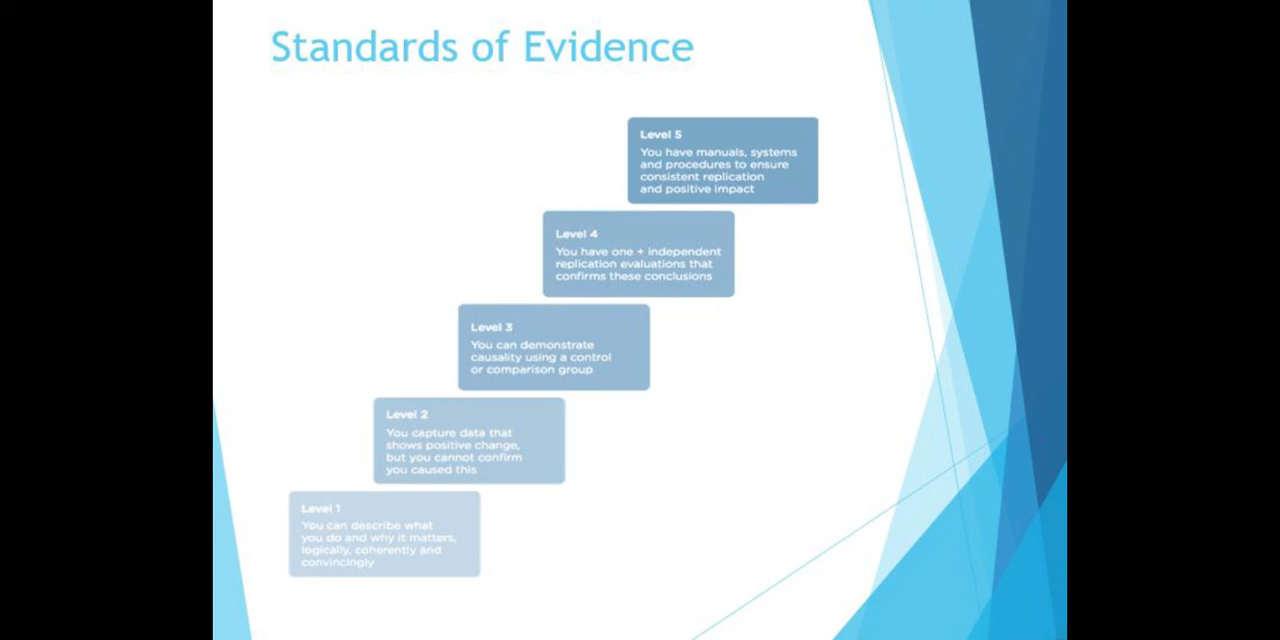 Standards of Evidence
Level 5
You have manuals, systems
and procedures to ensure
consistent replication
and positive impact
Level 4
You have one + independent
replication evaluations that
confirms these conclusions
Level 3
You can demonstrate
causality using a control
or comparison group
Level 2
You capture data that
shows positive change,
but you cannot confirm
you caused this
Level 1
You can describe what
you do and why it matters,
logically, coherently and
convincingly